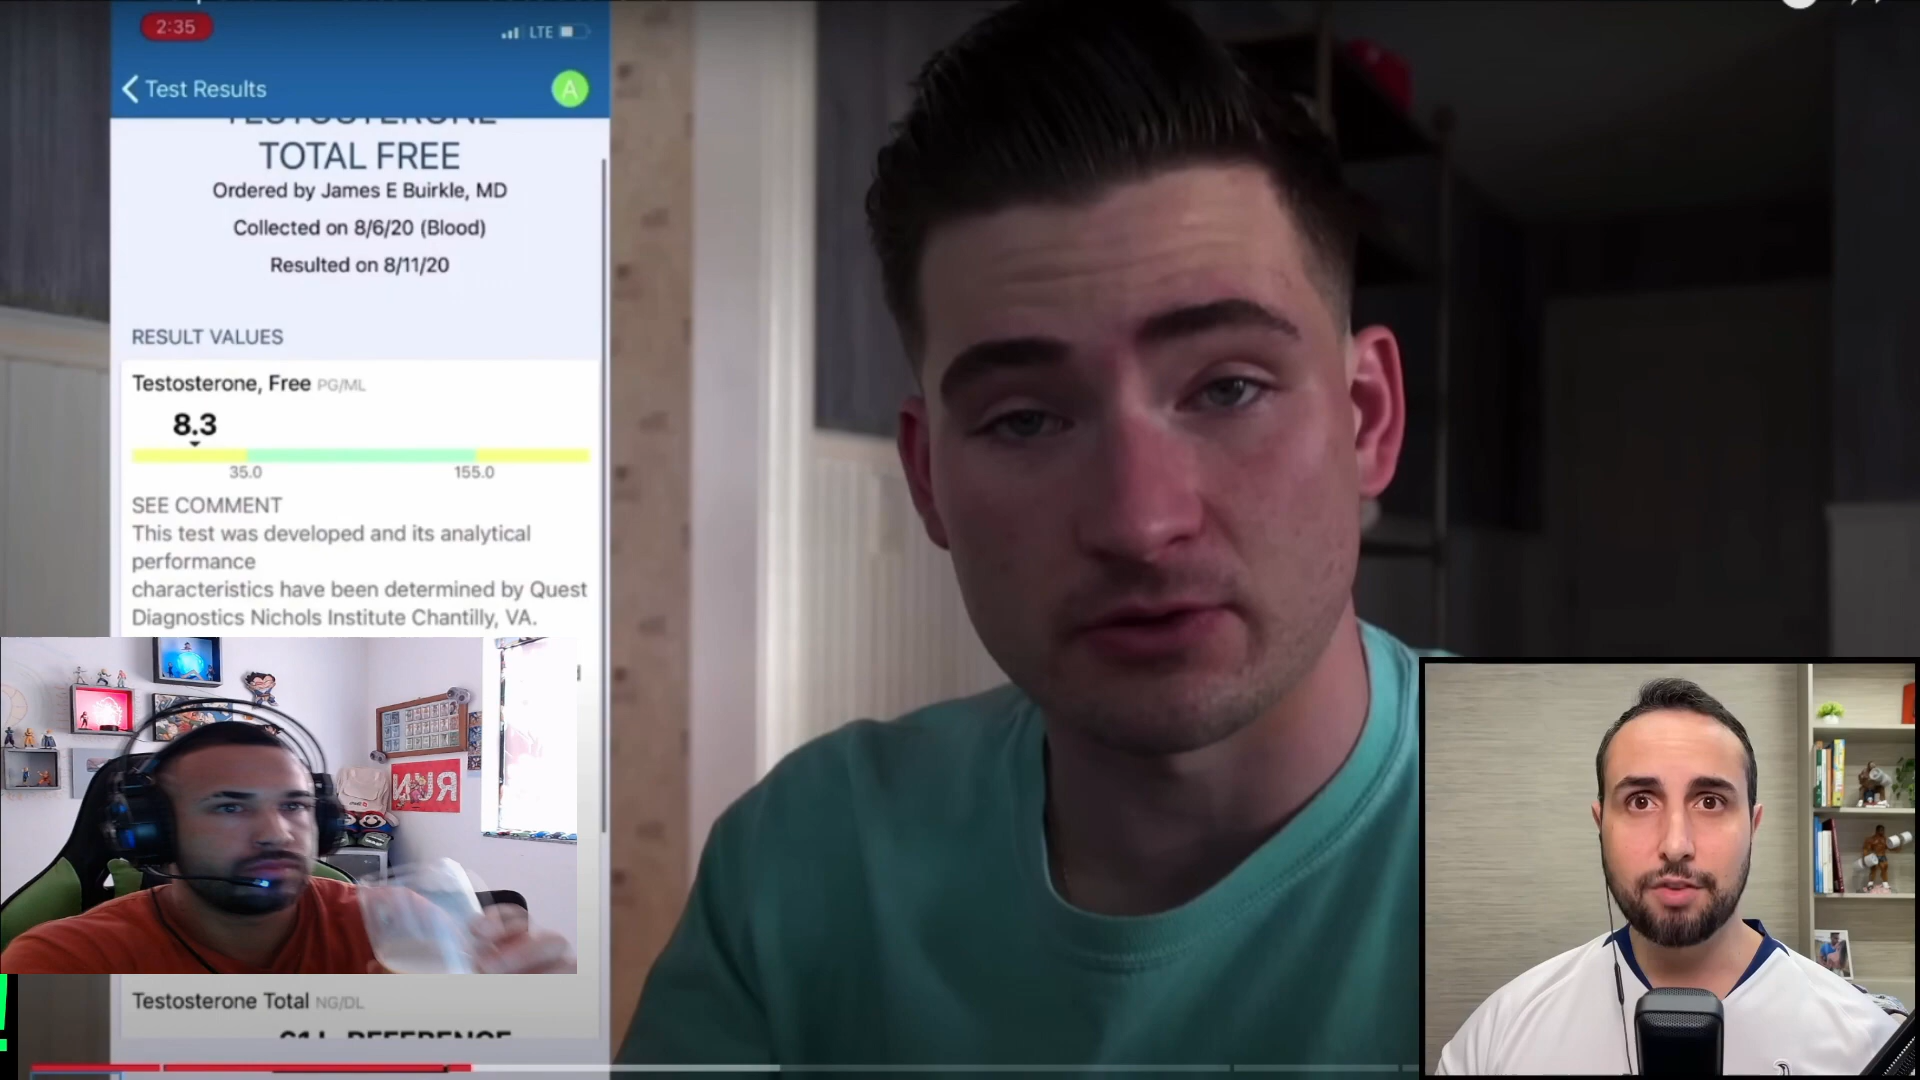 2:35
LTE
Test Results
A
TESTOSTERONE
TOTAL FREE
Ordered by James E Buirkle, MD
Collected on 8/6/20 (Blood)
Resulted on 8/11/20
RESULT VALUES
Testosterone, Free PG/ML
8.3
35.0
155.0
SEE COMMENT
This test was developed and its analytical
performance
characteristics have been determined by Quest
Diagnostics Nichols Institute Chantilly, VA.
Testosterone Total NG/DL
REFERENCE
RUN
!